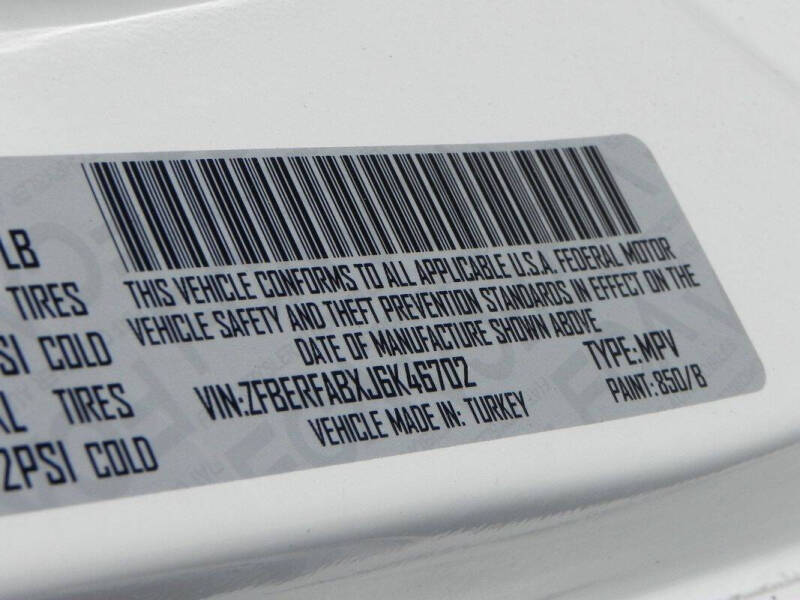 LB
TIRES
SI COLD
XL TIRES
2PSI COLD
THIS VEHICLE CONFORMS TO ALL APPLICABLE U.S.A. FEDERAL MOTOR
VEHICLE SAFETY AND THEFT PREVENTION STANDARDS IN EFFECT ON THE
DATE OF MANUFACTURE SHOWN ABOVE
VIN:ZFBERFABXJ6K46702 TYPE:MPV
VEHICLE MADE IN: TURKEY PAINT: 850/B